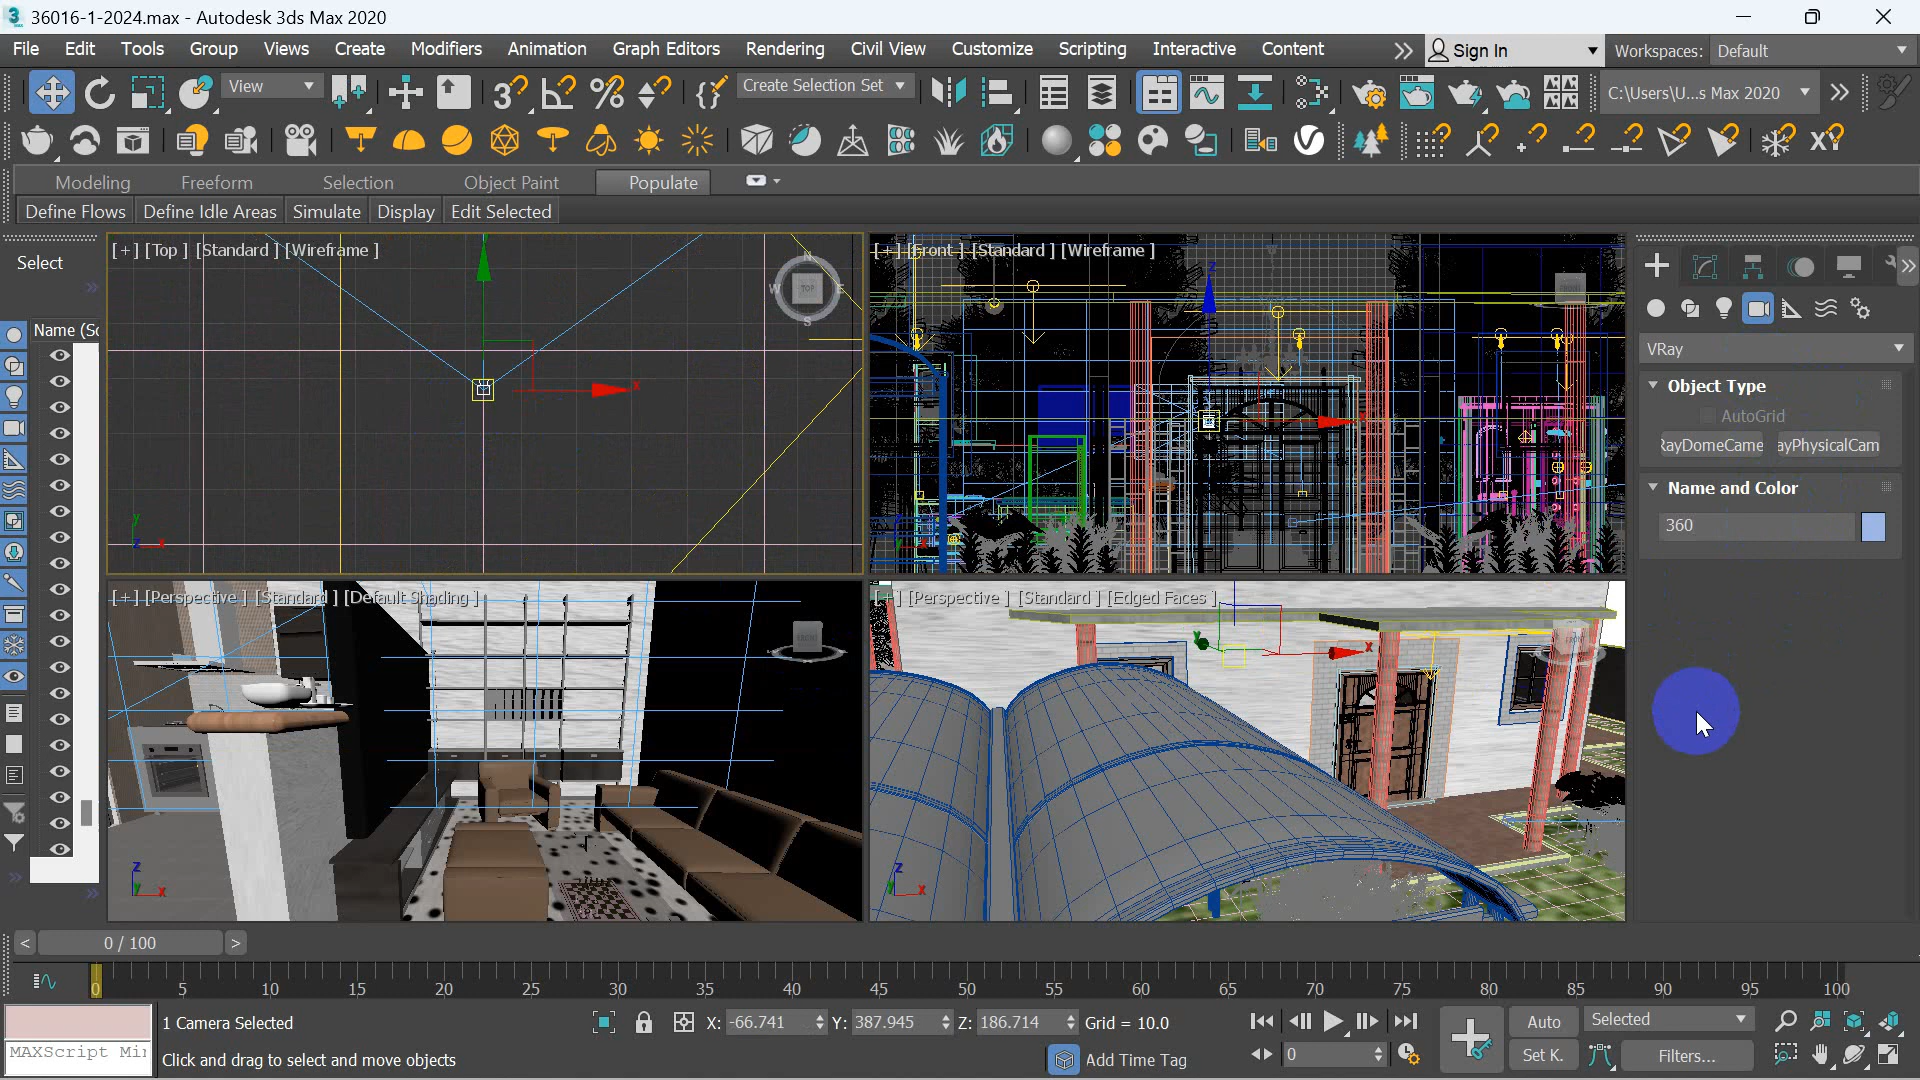 36016-1-2024.max - Autodesk 3ds Max 2020
File Edit Tools Group Views Create Modifiers Animation Graph Editors Rendering Civil View Customize Scripting Interactive Content
Sign In Workspaces: Default
View Create Selection Set C:\Users\U...s Max 2020
Modeling Freeform Selection Object Paint Populate
Define Flows Define Idle Areas Simulate Display Edit Selected
Select
Name (Sc
[+] [Top ] [Standard ] [Wireframe ]
N
W TOP E
S
[+] [Front ] [Standard ] [Wireframe ]
FRONT
[+] [Perspective ] [Standard ] [Default Shading ]
FRONT
[+] [Perspective ] [Standard ] [Edged Faces ]
FRONT
VRay
Object Type
AutoGrid
RayDomeCame ayPhysicalCam
Name and Color
360
< 0 / 100 >
0 5 10 15 20 25 30 35 40 45 50 55 60 65 70 75 80 85 90 95 100
1 Camera Selected X: -66.741 Y: 387.945 Z: 186.714 Grid = 10.0
Auto Selected
MAXScript Mi
Click and drag to select and move objects
Add Time Tag 0 Set K. Filters...